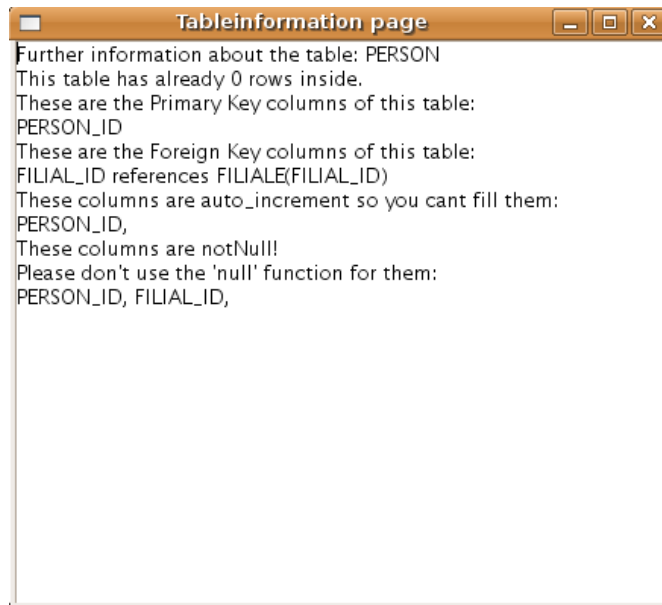 Tableinformation page
Further information about the table: PERSON
This table has already 0 rows inside.
These are the Primary Key columns of this table:
PERSON_ID
These are the Foreign Key columns of this table:
FILIAL_ID references FILIALE(FILIAL_ID)
These columns are auto_increment so you cant fill them:
PERSON_ID,
These columns are notNull!
Please don't use the 'null' function for them:
PERSON_ID, FILIAL_ID,